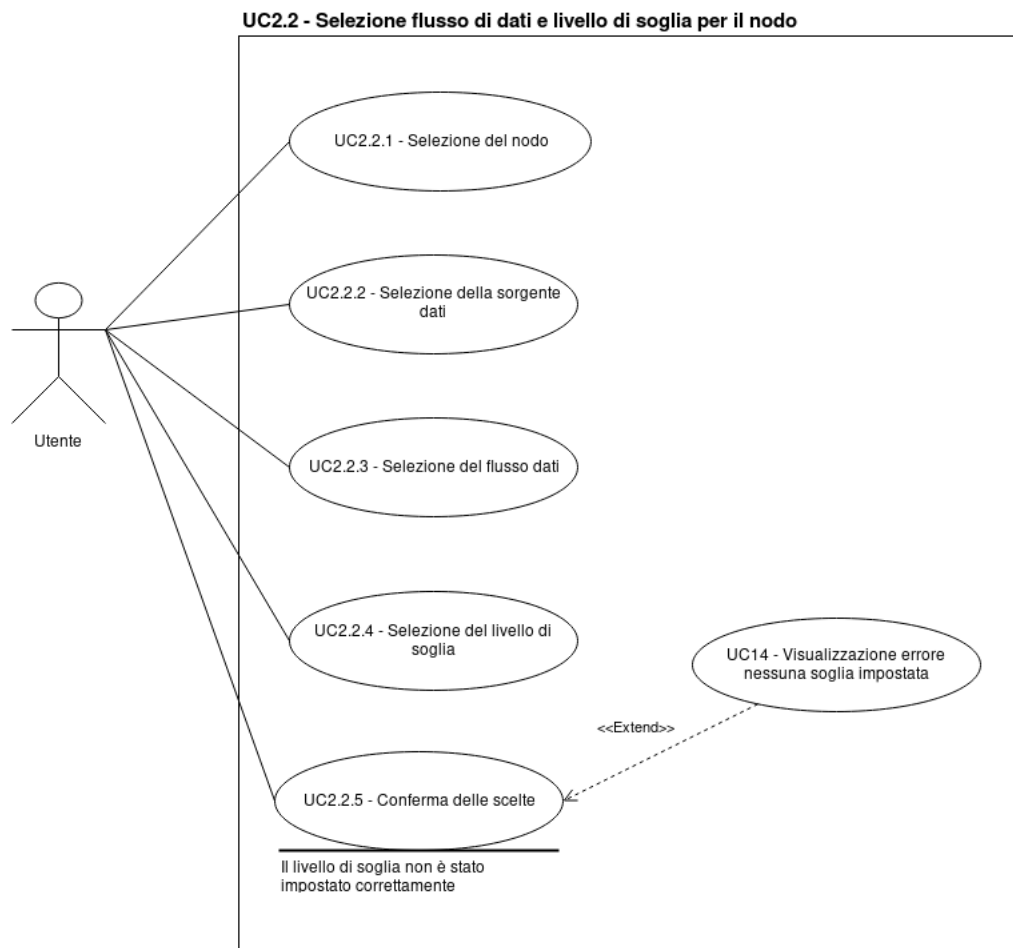 UC2.2 - Selezione flusso di dati e livello di soglia per il nodo
UC2.2.1 - Selezione del nodo
UC2.2.2 - Selezione della sorgente
dati
Utente
UC2.2.3 - Selezione del flusso dati
UC2.2.4 - Selezione del livello di
soglia
UC14 - Visualizzazione errore
nessuna soglia impostata
<<Extend>>
UC2.2.5 - Conferma delle scelte
Il livello di soglia non è stato
impostato correttamente